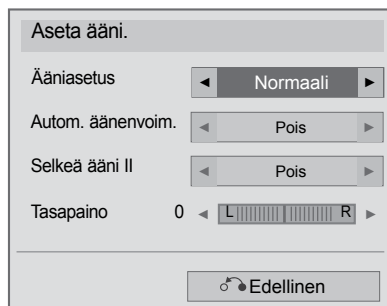 Aseta ääni.
Ääniasetus ◄ Normaali ►
Autom. äänenvoim. ◄ Pois ►
Selkeä ääni II ◄ Pois ►
Tasapaino 0 ◄ L R ►
Edellinen